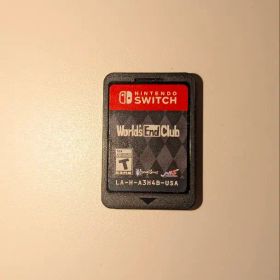 NINTENDO
SWITCH
World's End Club
T
LA-H-A3H4B-USA